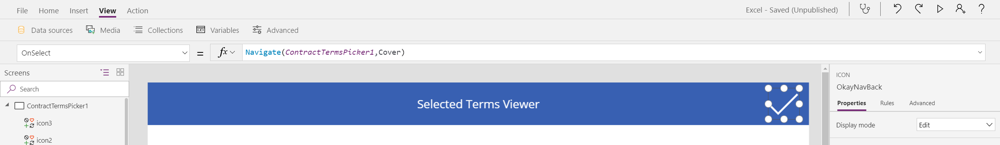 File Home Insert View Action Excel - Saved (Unpublished)
Data sources Media Collections Variables Advanced
OnSelect = fx Navigate(ContractTermsPicker1,Cover)
Screens
Search
ContractTermsPicker1
icon3
icon2
Selected Terms Viewer
ICON
OkayNavBack
Properties Rules Advanced
Display mode Edit